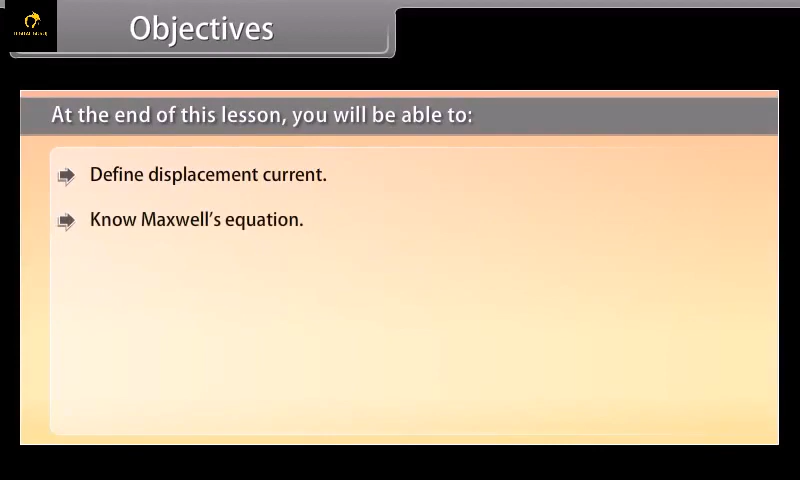 Objectives
At the end of this lesson, you will be able to:
Define displacement current.
Know Maxwell's equation.